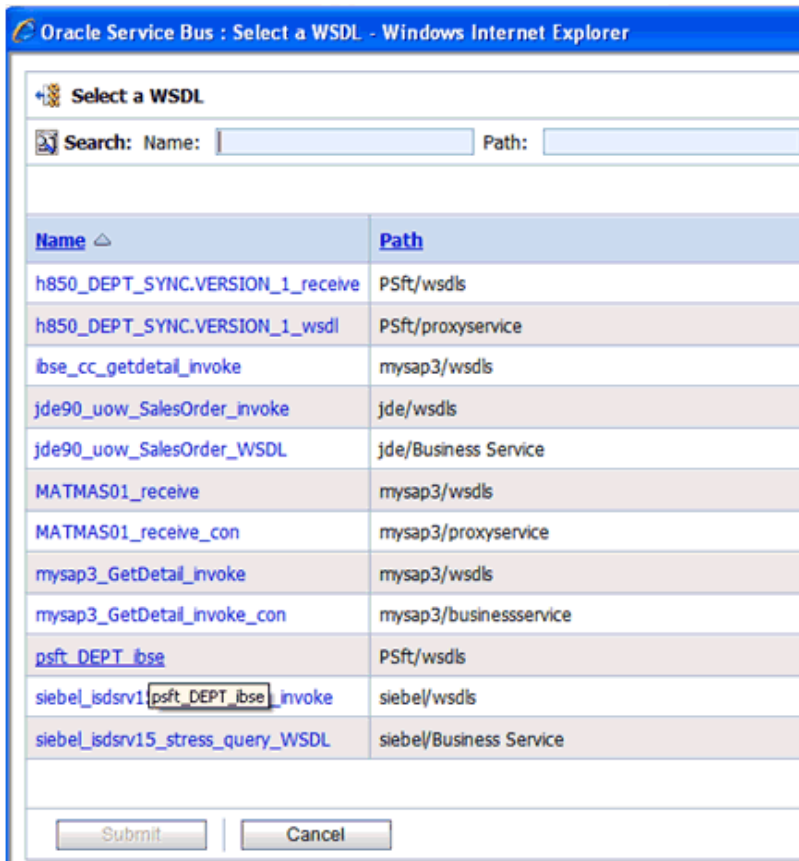 Oracle Service Bus : Select a WSDL - Windows Internet Explorer
Select a WSDL
Search: Name: Path:
Name Path
h850_DEPT_SYNC.VERSION_1_receive PSft/wsdls
h850_DEPT_SYNC.VERSION_1_wsdl PSft/proxyservice
ibse_cc_getdetail_invoke mysap3/wsdls
jde90_uow_SalesOrder_invoke jde/wsdls
jde90_uow_SalesOrder_WSDL jde/Business Service
MATMAS01_receive mysap3/wsdls
MATMAS01_receive_con mysap3/proxyservice
mysap3_GetDetail_invoke mysap3/wsdls
mysap3_GetDetail_invoke_con mysap3/businessservice
psft_DEPT_ibse PSft/wsdls
siebel_isdsrv1 psft_DEPT_ibse _invoke siebel/wsdls
siebel_isdsrv15_stress_query_WSDL siebel/Business Service
Submit Cancel